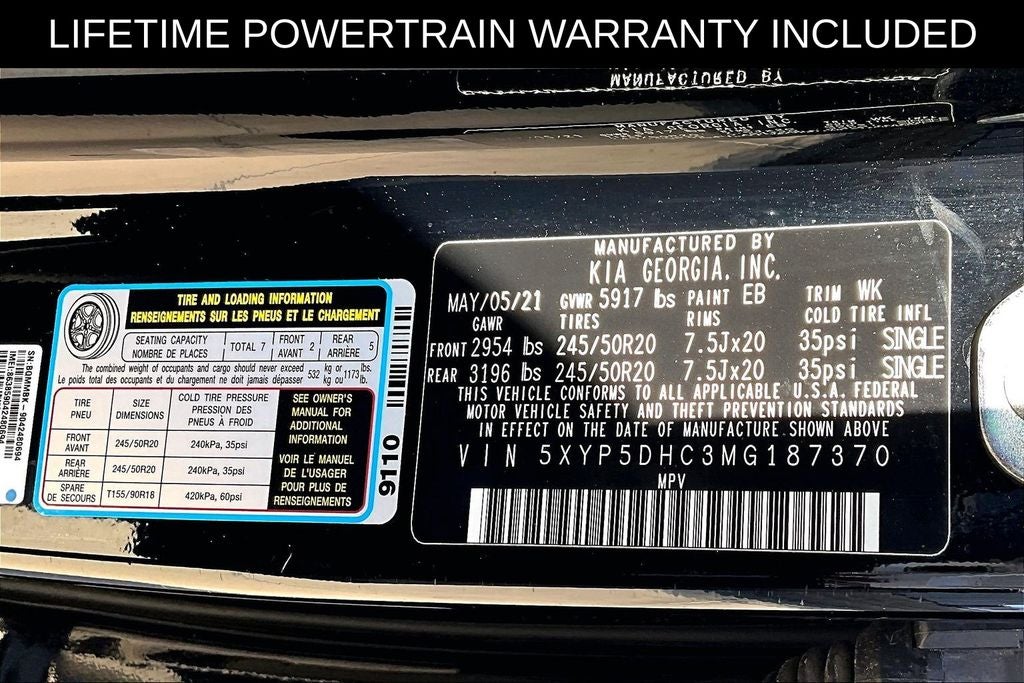 LIFETIME POWERTRAIN WARRANTY INCLUDED
MANUFACTURED BY
KIA GEORGIA, INC.
MANUFACTURED BY
KIA GEORGIA, INC.
MAY/05/21 GVWR 5917 lbs PAINT EB TRIM WK
GAWR TIRES RIMS COLD TIRE INFL
FRONT 2954 lbs 245/50R20 7.5Jx20 35psi SINGLE
REAR 3196 lbs 245/50R20 7.5Jx20 35psi SINGLE
THIS VEHICLE CONFORMS TO ALL APPLICABLE U.S.A. FEDERAL
MOTOR VEHICLE SAFETY AND THEFT PREVENTION STANDARDS
IN EFFECT ON THE DATE OF MANUFACTURE SHOWN ABOVE
VIN 5XYP5DHC3MG187370
MPV
TIRE AND LOADING INFORMATION
RENSEIGNEMENTS SUR LES PNEUS ET LE CHARGEMENT
SEATING CAPACITY
NOMBRE DE PLACES
TOTAL 7
FRONT
AVANT 2
REAR
ARRIÈRE 5
The combined weight of occupants and cargo should never exceed 532 kg or 1173 lbs.
Le poids total des occupants et du chargement ne doit jamais dépasser kg ou lb.
TIRE
PNEU
SIZE
DIMENSIONS
COLD TIRE PRESSURE
PRESSION DES
PNEUS À FROID
FRONT
AVANT
245/50R20
240kPa, 35psi
REAR
ARRIÈRE
245/50R20
240kPa, 35psi
SPARE
DE SECOURS
T155/90R18
420kPa, 60psi
SEE OWNER'S
MANUAL FOR
ADDITIONAL
INFORMATION
VOIR LE MANUEL
DE L'USAGER
POUR PLUS DE
RENSEIGNEMENTS
9110